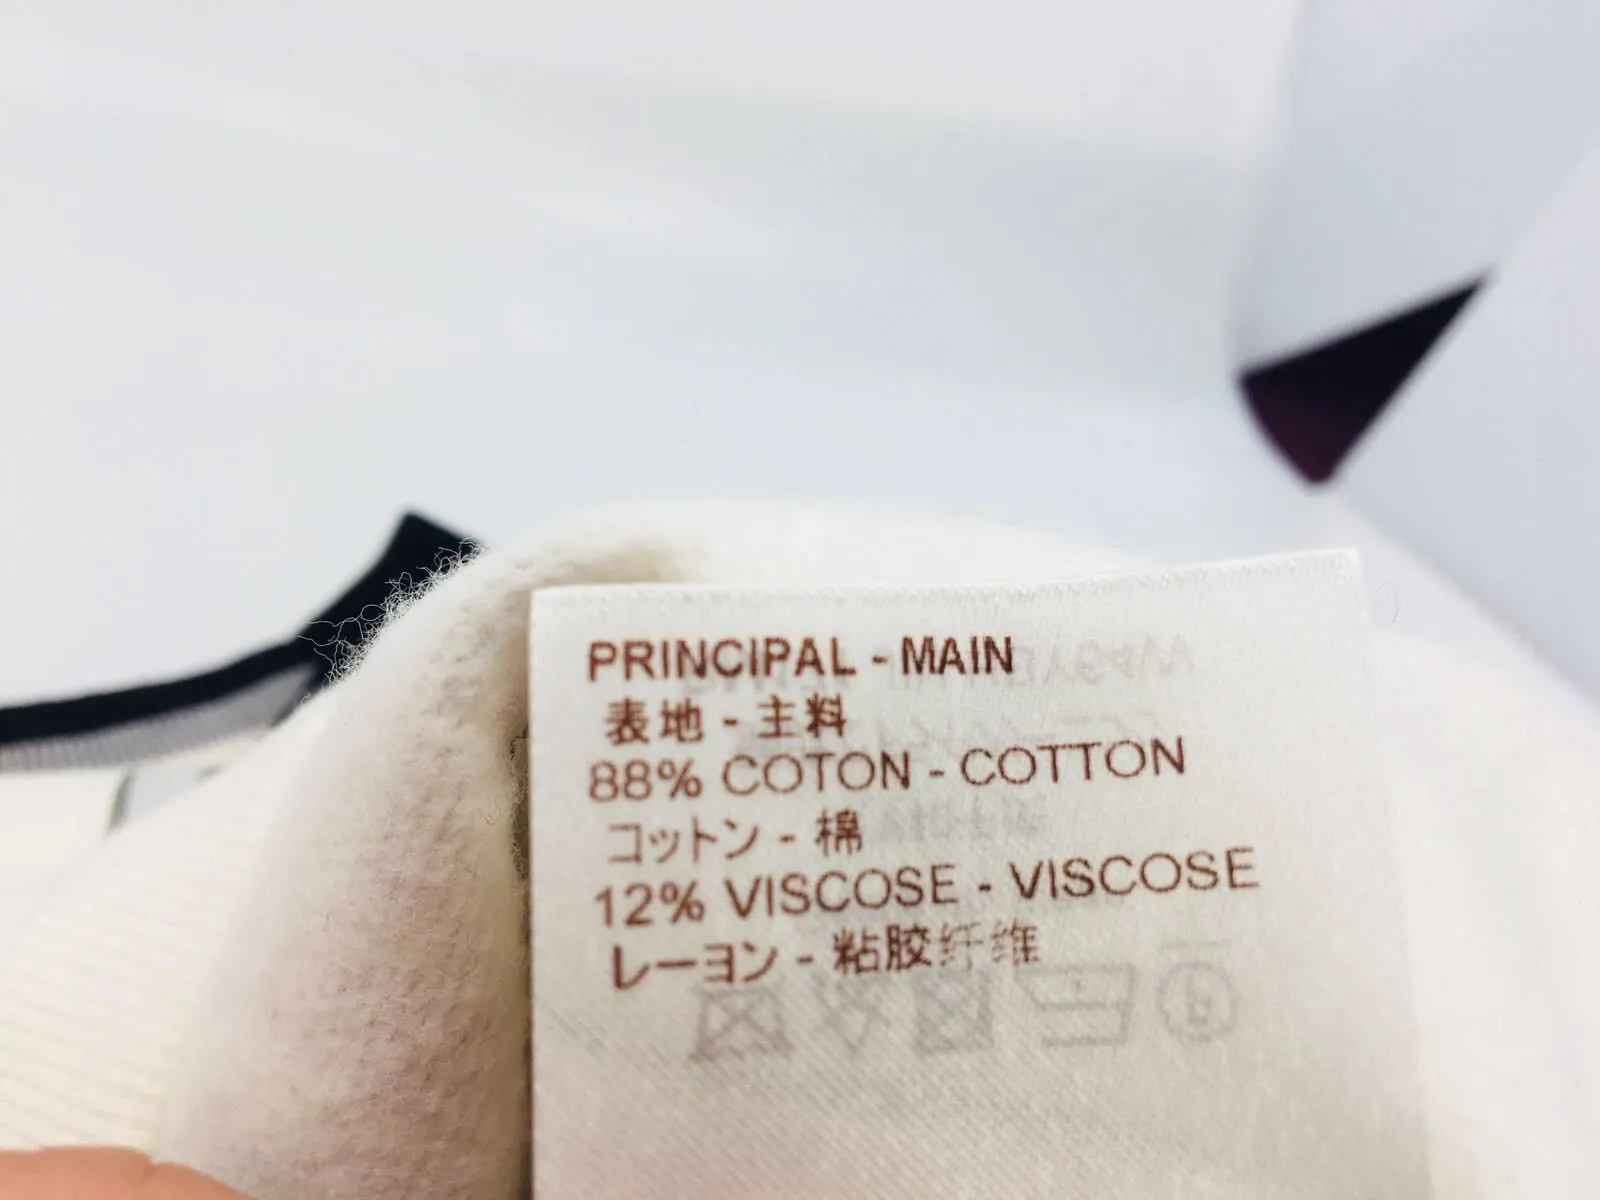 PRINCIPAL - MAIN
表地 - 主料
88% COTON - COTTON
コットン - 棉
12% VISCOSE - VISCOSE
レーヨン - 粘胶纤维